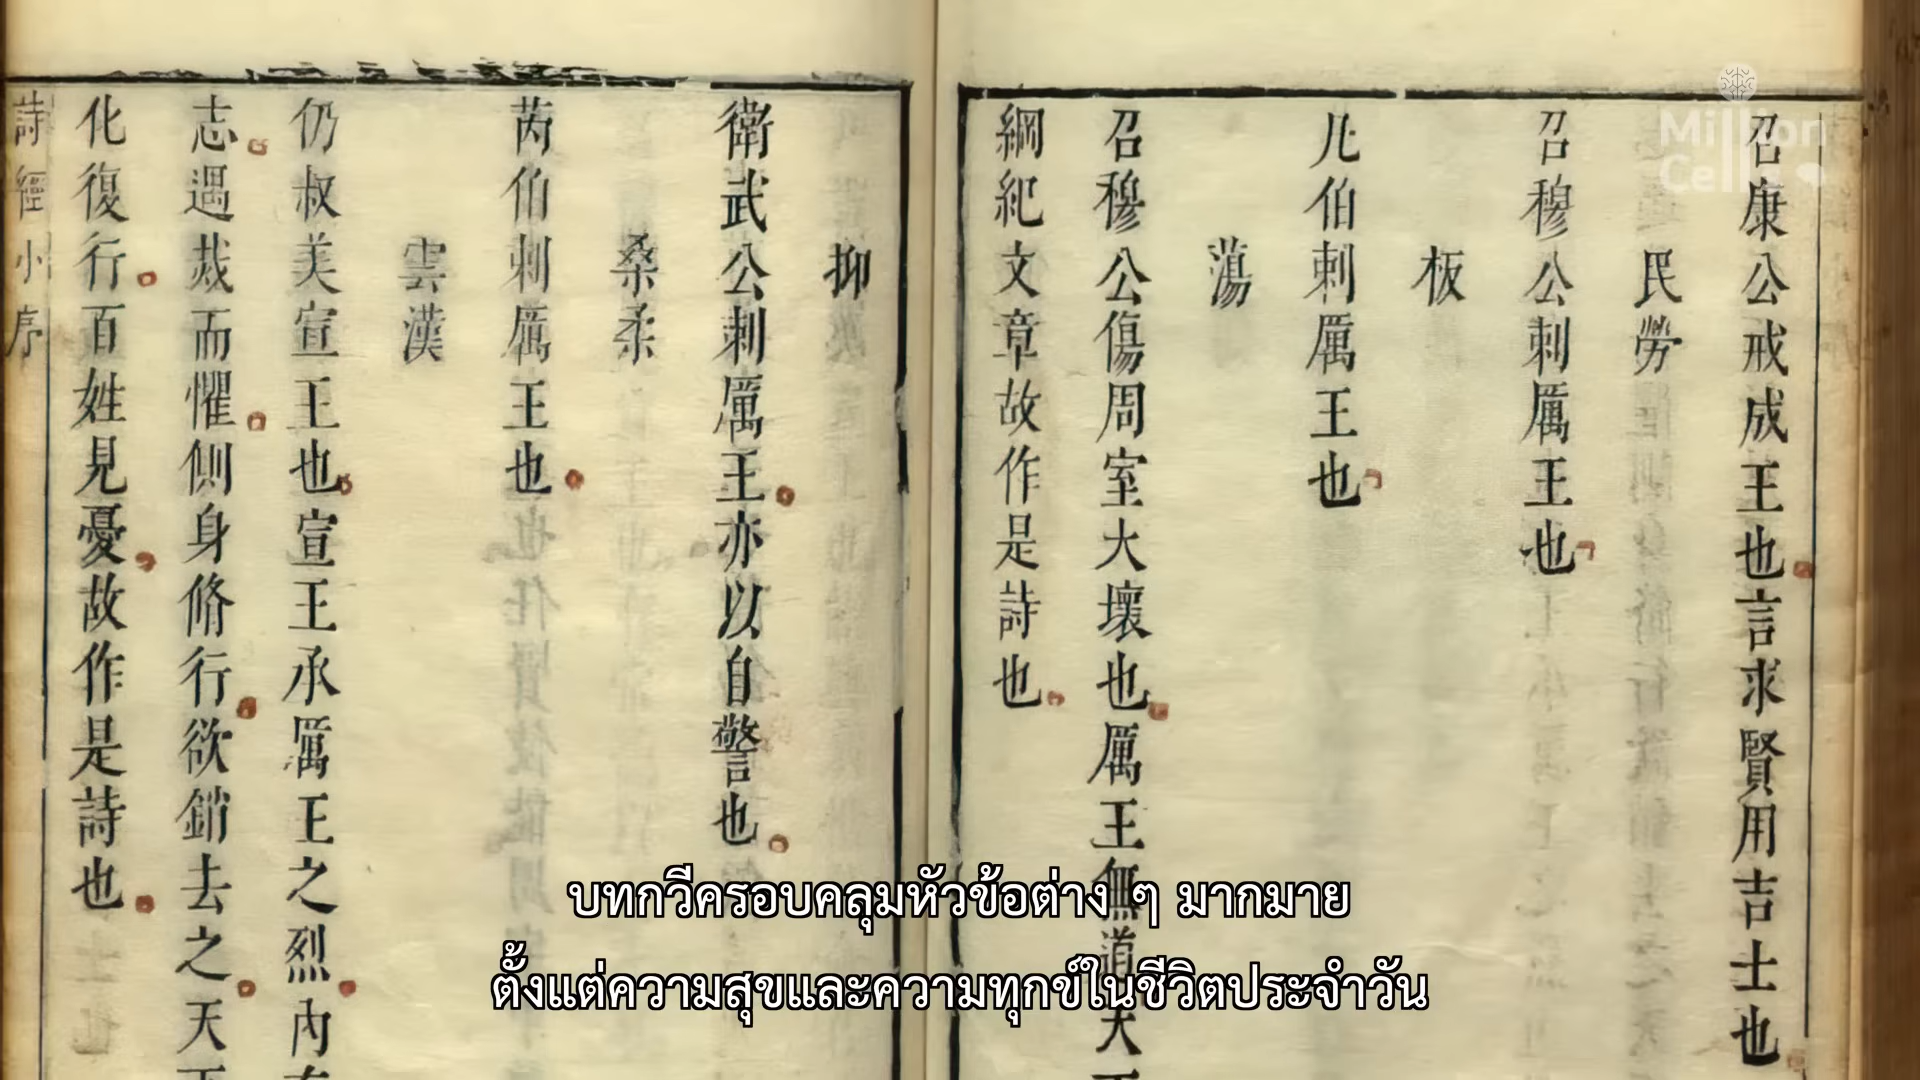 召康公戒成王也言求賢用吉士也
民勞
召穆公刺厲王也
板
凡伯刺厲王也
蕩
召穆公傷周室大壞也厲王無道天
綱紀文章故作是詩也
抑
衛武公刺厲王亦以自警也
桑柔
芮伯刺厲王也
雲漢
仍叔美宣王也宣王承厲王之烈內
志遇烖而懼側身脩行欲銷去之天
化復行百姓見憂故作是詩也
詩經小序
Million
บทกวีครอบคลุมหัวข้อต่าง ๆ มากมาย
ตั้งแต่ความสุขและความทุกข์ในชีวิตประจำวัน